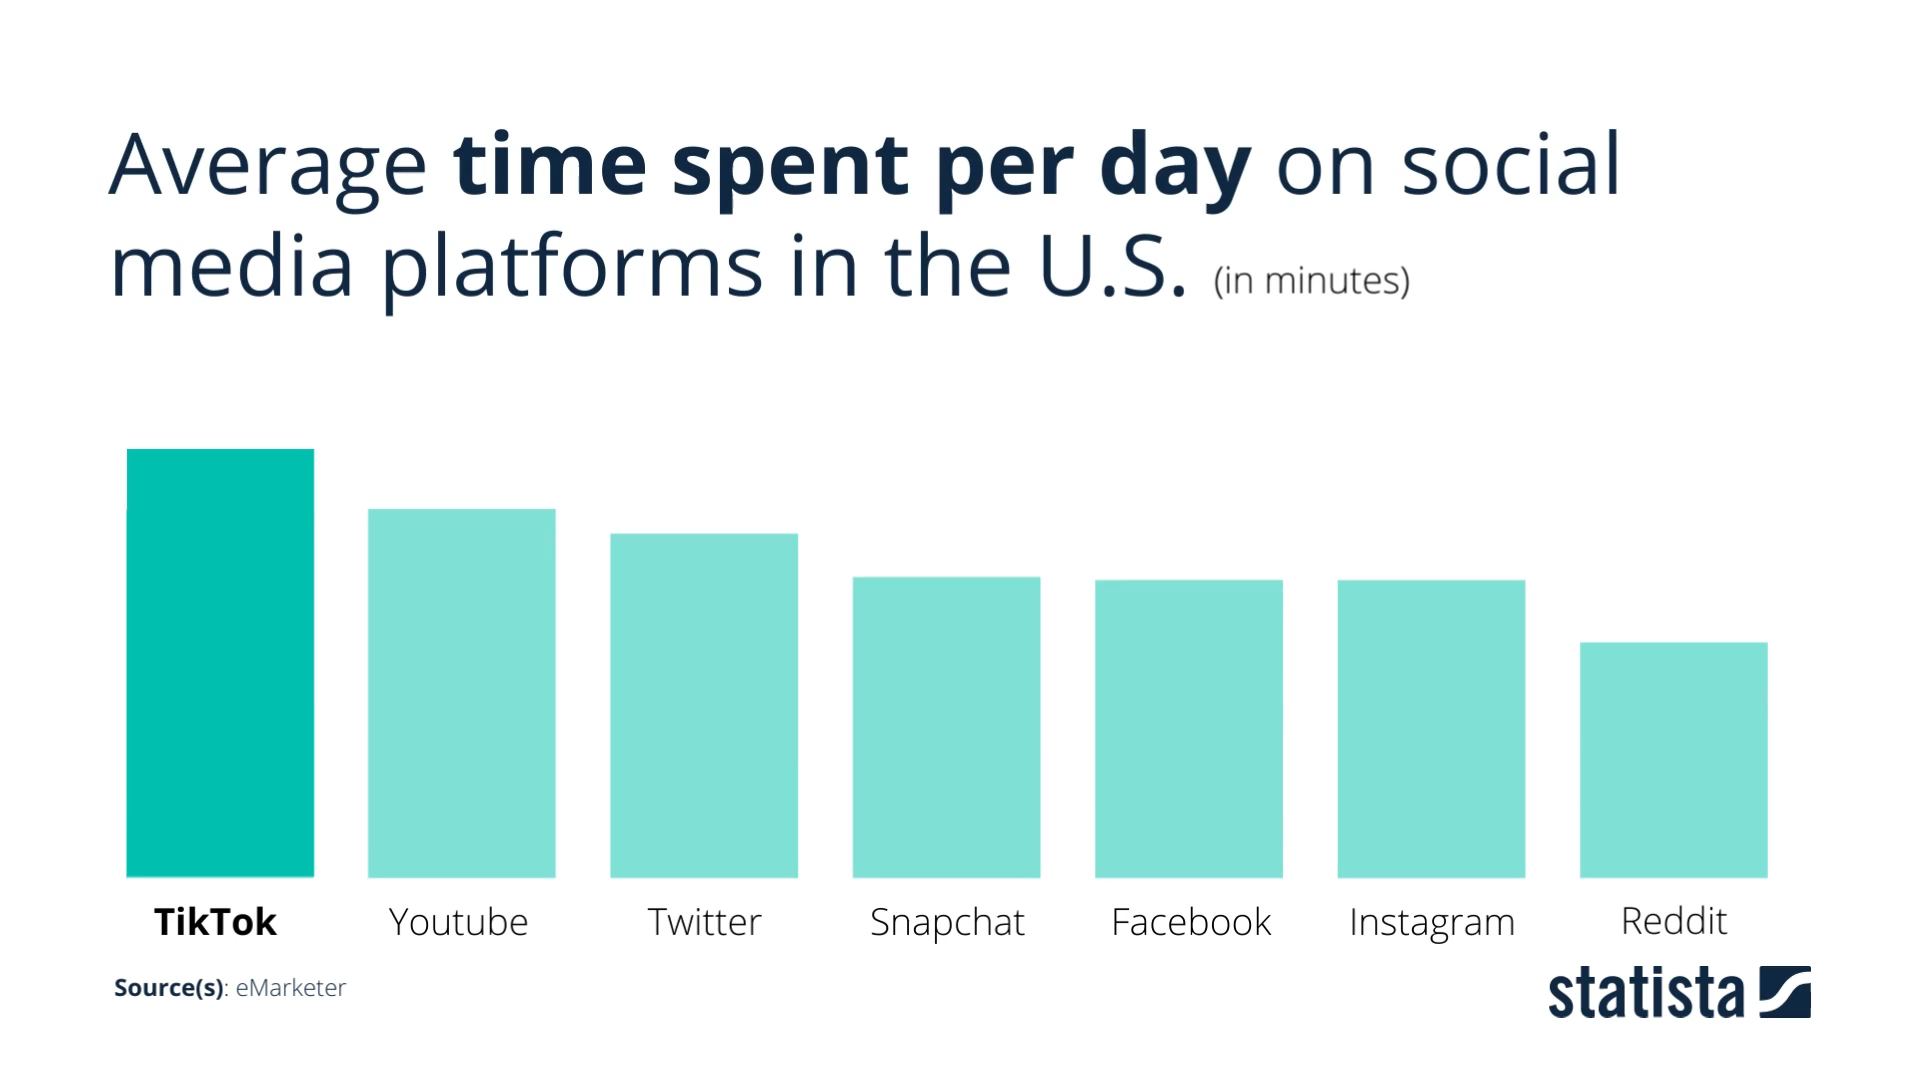 Average time spent per day on social
media platforms in the U.S. (in minutes)
TikTok Youtube Twitter Snapchat Facebook Instagram Reddit
Source(s): eMarketer
statista